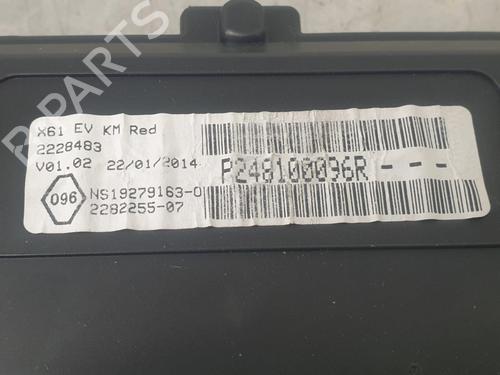 X61 EV KM Red
2228483
V01.02 22/01/2014
P248100096R---
096
NS19279163-0
2282255-07
B-PARTS